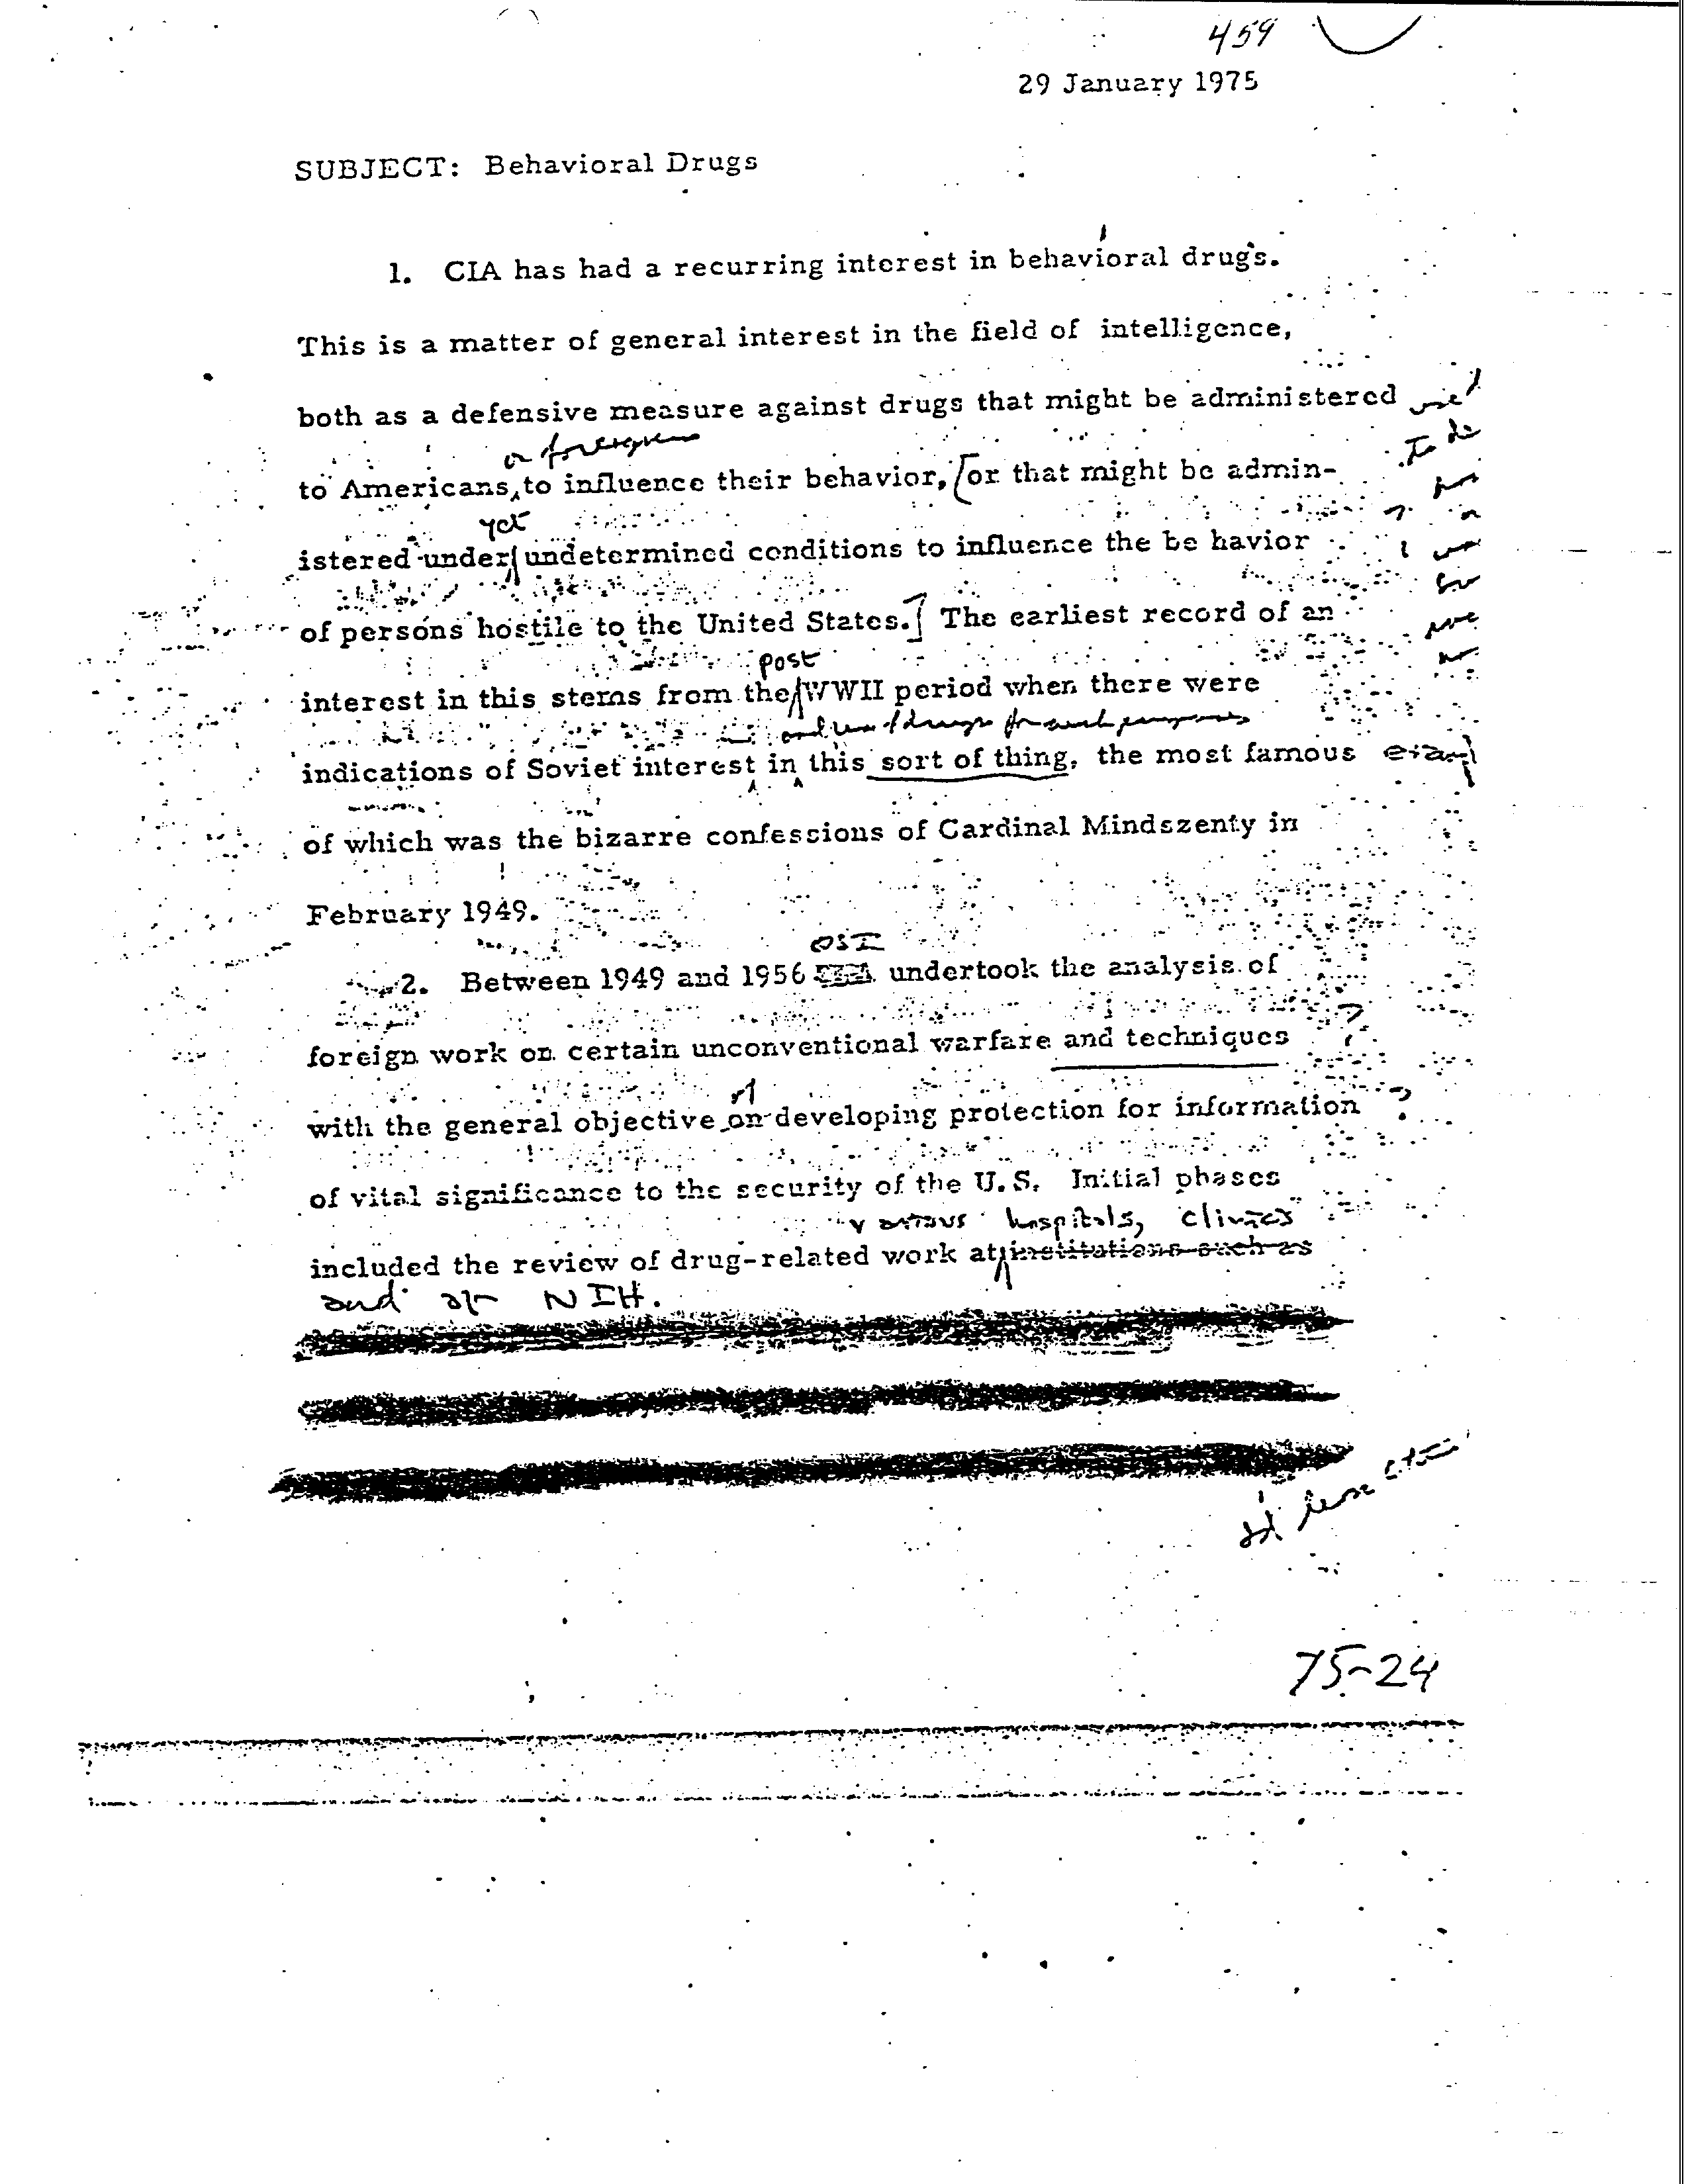 459
29 January 1975
SUBJECT: Behavioral Drugs
1. CIA has had a recurring interest in behavioral drugs.
This is a matter of general interest in the field of intelligence,
both as a defensive measure against drugs that might be administered
or foreigners
to Americans, to influence their behavior, [or that might be admin-
yet
istered under undetermined conditions to influence the be havior
of persons hostile to the United States.] The earliest record of an
post
interest in this stems from the WWII period when there were
and use of drugs for such purposes
indications of Soviet interest in this sort of thing, the most famous
of which was the bizarre confessions of Cardinal Mindszenty in
February 1949.
OSI
2. Between 1949 and 1956 undertook the analysis of
foreign work on certain unconventional warfare and techniques ?
of
with the general objective on developing protection for information ?
of vital significance to the security of the U.S. Initial phases
various hospitals, clinics
included the review of drug-related work at institutions such as
and at NIH.
75-24